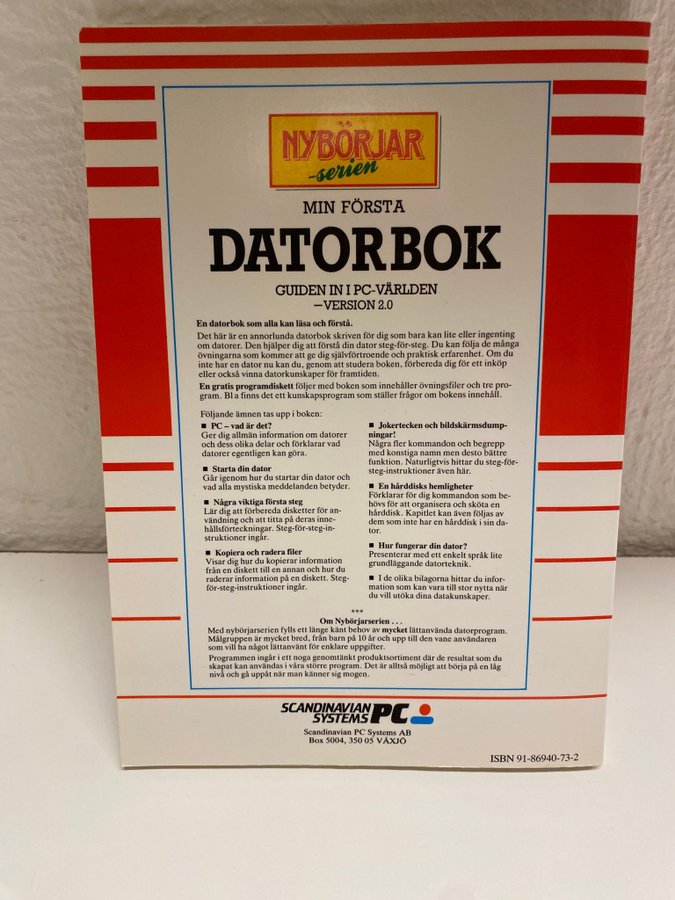 NYBÖRJAR
-serien
MIN FÖRSTA
DATORBOK
GUIDEN IN I PC-VÄRLDEN
–VERSION 2.0
En datorbok som alla kan läsa och förstå.
Det här är en annorlunda datorbok skriven för dig som bara kan lite eller ingenting
om datorer. Den hjälper dig att förstå din dator steg-för-steg. Du kan följa de många
övningarna som kommer att ge dig självförtroende och praktisk erfarenhet. Om du
inte har en dator nu kan du, genom att studera boken, förbereda dig för ett inköp
eller också vinna datorkunskaper för framtiden.
En gratis programdiskett följer med boken som innehåller övningsfiler och tre pro-
gram. Bl a finns det ett kunskapsprogram som ställer frågor om bokens innehåll.
Följande ämnen tas upp i boken:
■ PC – vad är det?
Ger dig allmän information om datorer
och dess olika delar och förklarar vad
datorer egentligen kan göra.
■ Starta din dator
Går igenom hur du startar din dator och
vad alla mystiska meddelanden betyder.
■ Några viktiga första steg
Lär dig att förbereda disketter för an-
vändning och att titta på deras inne-
hållsförteckningar. Steg-för-steg-in-
struktioner ingår.
■ Kopiera och radera filer
Visar dig hur du kopierar information
från en diskett till en annan och hur du
raderar information på en diskett. Steg-
för-steg-instruktioner ingår.
■ Jokertecken och bildskärmsdump-
ningar!
Några fler kommandon och begrepp
med konstiga namn men desto bättre
funktion. Naturligtvis hittar du steg-för-
steg-instruktioner även här.
■ En hårddisks hemligheter
Förklarar för dig kommandon som be-
hövs för att organisera och sköta en
hårddisk. Kapitlet kan även följas av
dem som inte har en hårddisk i sin da-
tor.
■ Hur fungerar din dator?
Presenterar med ett enkelt språk lite
grundläggande datorteknik.
■ I de olika bilagorna hittar du infor-
mation som kan vara till stor nytta när
du vill utöka dina datakunskaper.
***
Om Nybörjarserien . . .
Med nybörjarserien fylls ett länge känt behov av mycket lättanvända datorprogram.
Målgruppen är mycket bred, från barn på 10 år och upp till den vane användaren
som vill ha något lättanvänt för enklare uppgifter.
Programmen ingår i ett noga genomtänkt produktsortiment där de resultat som du
skapat kan användas i våra större program. Det är alltså möjligt att börja på en låg
nivå och gå uppåt när man känner sig mogen.
SCANDINAVIAN
SYSTEMS PC
Scandinavian PC Systems AB
Box 5004, 350 05 VÄXJÖ
ISBN 91-86940-73-2